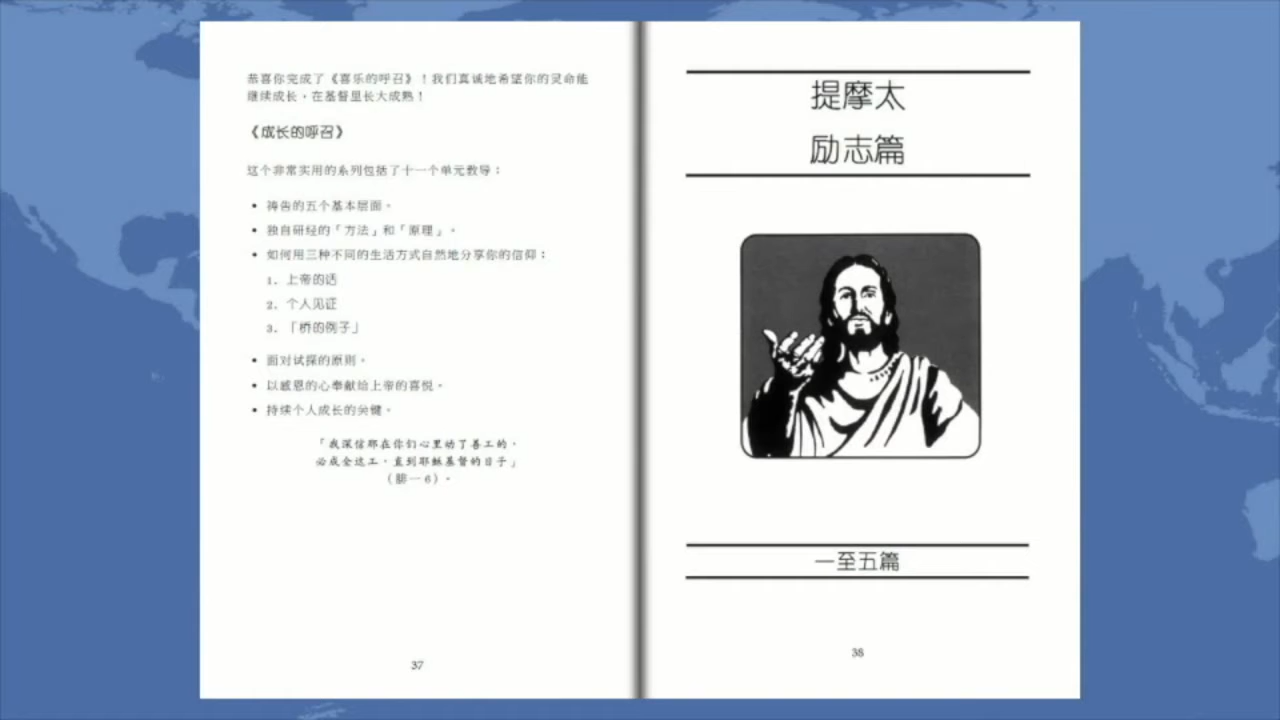 恭喜你完成了《喜乐的呼召》！我们真诚地希望你的灵命能
继续成长，在基督里长大成熟！
《成长的呼召》
这个非常实用的系列包括了十一个单元教导：
• 祷告的五个基本层面。
• 独自研经的「方法」和「原理」。
• 如何用三种不同的生活方式自然地分享你的信仰：
1. 上帝的话
2. 个人见证
3. 「桥的例子」
• 面对试探的原则。
• 以感恩的心奉献给上帝的喜悦。
• 持续个人成长的关键。
「我深信那在你们心里动了善工的，
必成全这工，直到耶稣基督的日子」
（腓一 6）。
37
提摩太
励志篇
一至五篇
38